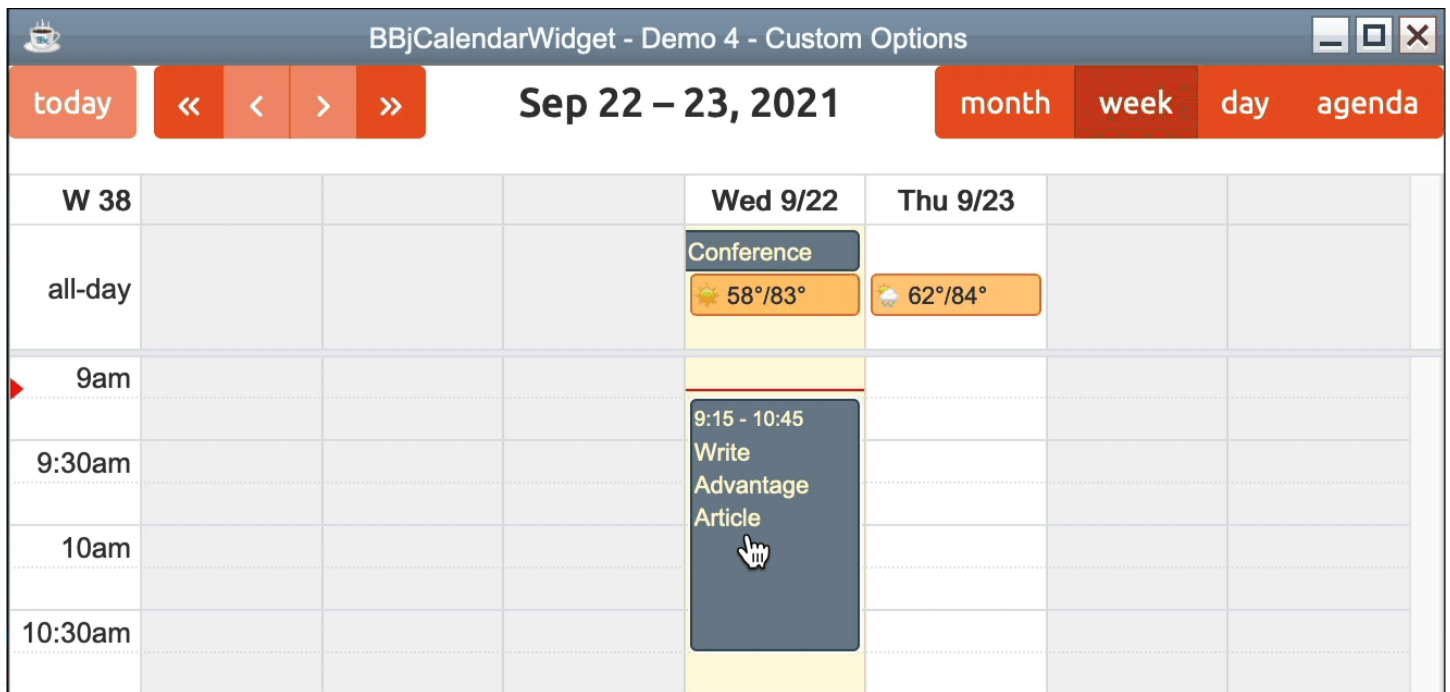 BBjCalendarWidget - Demo 4 - Custom Options
today « < > » Sep 22 – 23, 2021 month week day agenda
W 38 Wed 9/22 Thu 9/23
Conference
all-day 58°/83° 62°/84°
9am
9:15 - 10:45
9:30am Write
Advantage
Article
10am
10:30am